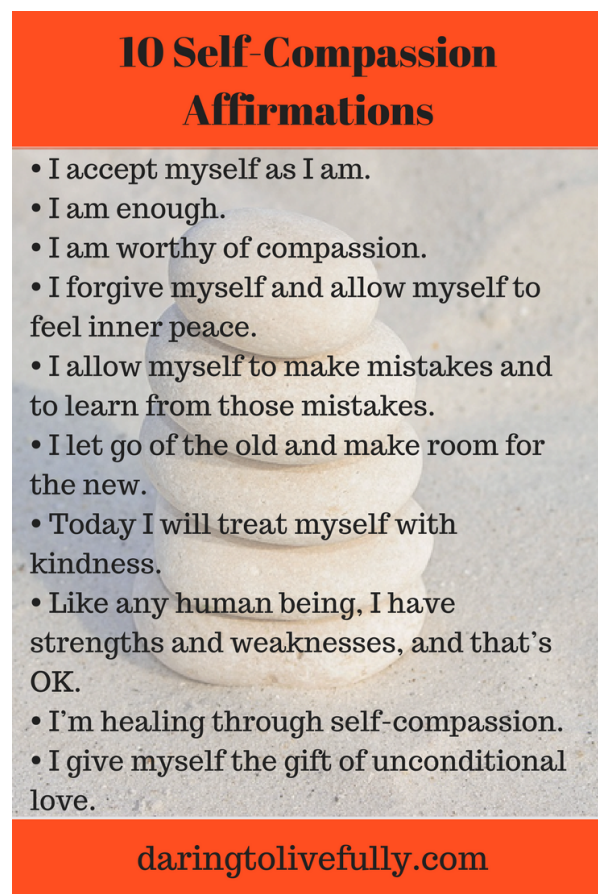 10 Self-Compassion
Affirmations
• I accept myself as I am.
• I am enough.
• I am worthy of compassion.
• I forgive myself and allow myself to
feel inner peace.
• I allow myself to make mistakes and
to learn from those mistakes.
• I let go of the old and make room for
the new.
• Today I will treat myself with
kindness.
• Like any human being, I have
strengths and weaknesses, and that’s
OK.
• I’m healing through self-compassion.
• I give myself the gift of unconditional
love.
daringtolivefully.com